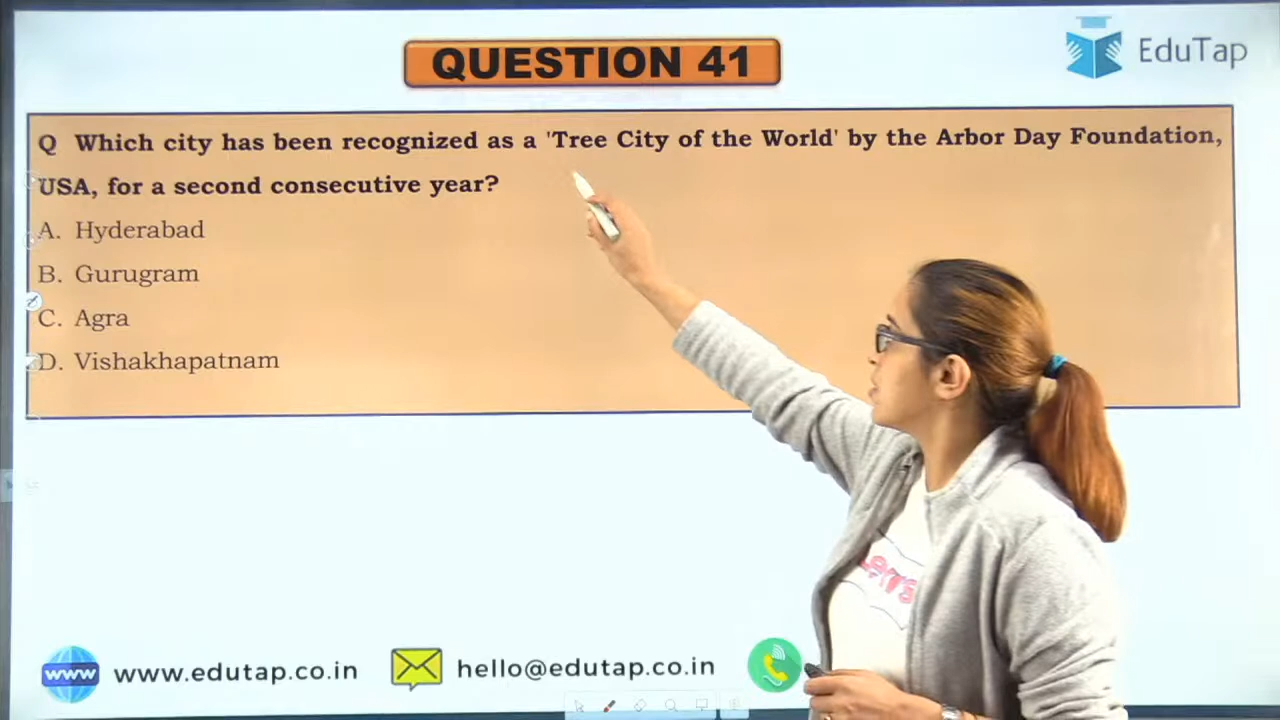 QUESTION 41
EduTap
Q Which city has been recognized as a 'Tree City of the World' by the Arbor Day Foundation,
USA, for a second consecutive year?
A. Hyderabad
B. Gurugram
C. Agra
D. Vishakhapatnam
www
www.edutap.co.in
hello@edutap.co.in